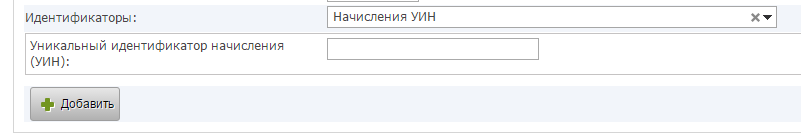 Идентификаторы:
Начисления УИН
Уникальный идентификатор начисления
(УИН):
Добавить